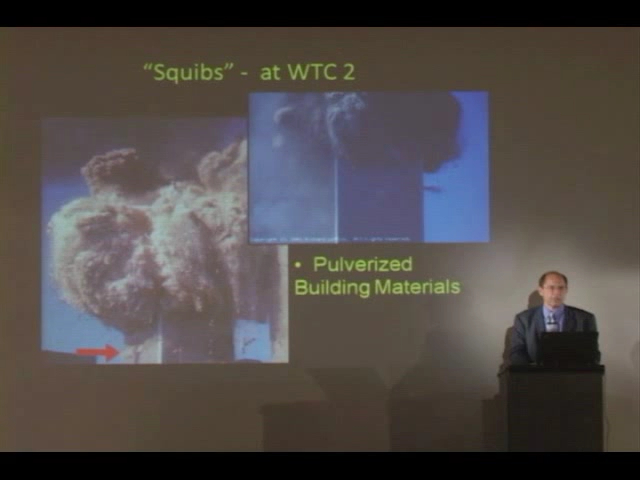 “Squibs” - at WTC 2
• Pulverized
Building Materials